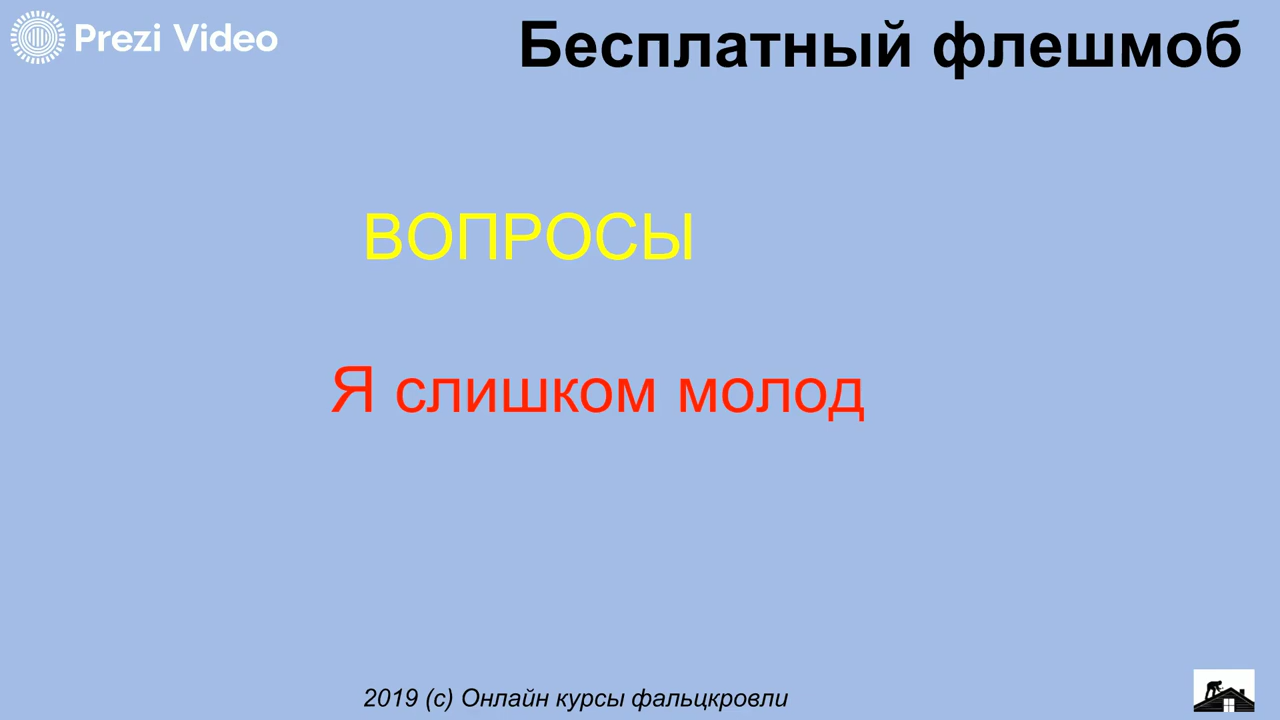 Prezi Video
Бесплатный флешмоб
ВОПРОСЫ
Я слишком молод
2019 (с) Онлайн курсы фальцкровли